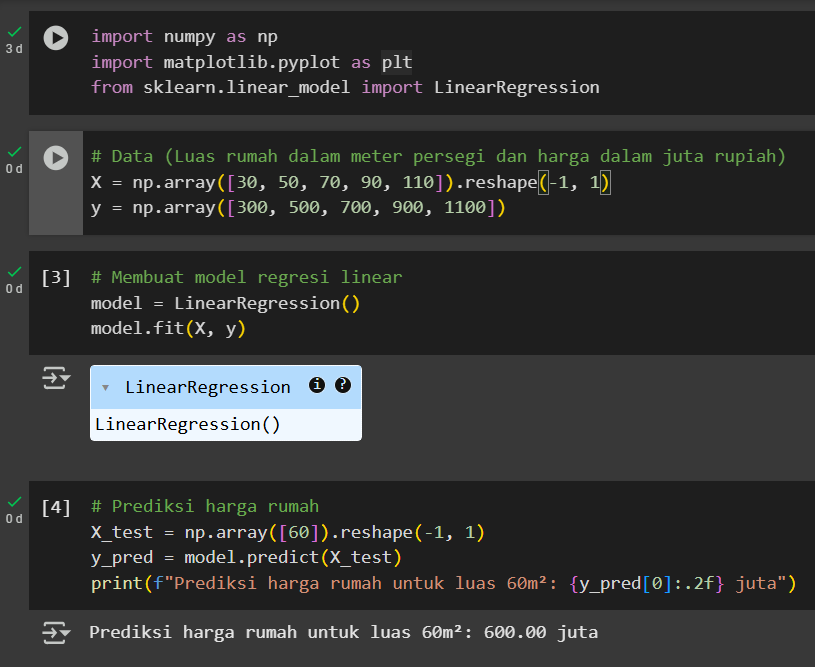 import numpy as np
3 d
import matplotlib.pyplot as plt
from sklearn.linear_model import LinearRegression
# Data (Luas rumah dalam meter persegi dan harga dalam juta rupiah)
0 d
X = np.array([30, 50, 70, 90, 110]).reshape(-1, 1)
y = np.array([300, 500, 700, 900, 1100])
[3] # Membuat model regresi linear
0 d
model = LinearRegression()
model.fit(X, y)
LinearRegression i ?
LinearRegression()
[4] # Prediksi harga rumah
0 d
X_test = np.array([60]).reshape(-1, 1)
y_pred = model.predict(X_test)
print(f"Prediksi harga rumah untuk luas 60m²: {y_pred[0]:.2f} juta")
Prediksi harga rumah untuk luas 60m²: 600.00 juta